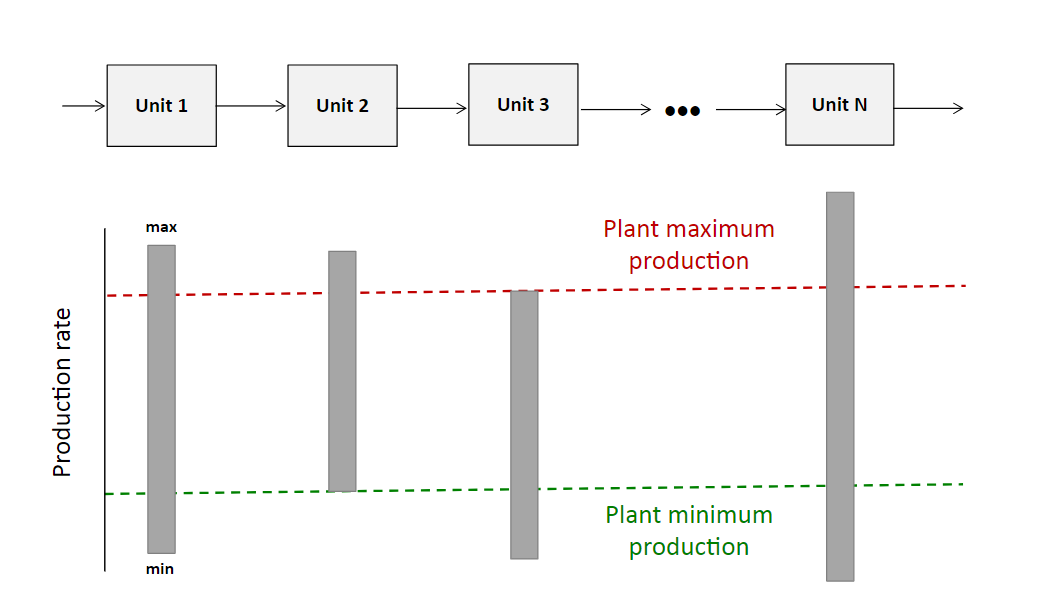 Unit 1
Unit 2
Unit 3
•••
Unit N
max
Plant maximum
production
Production rate
Plant minimum
production
min